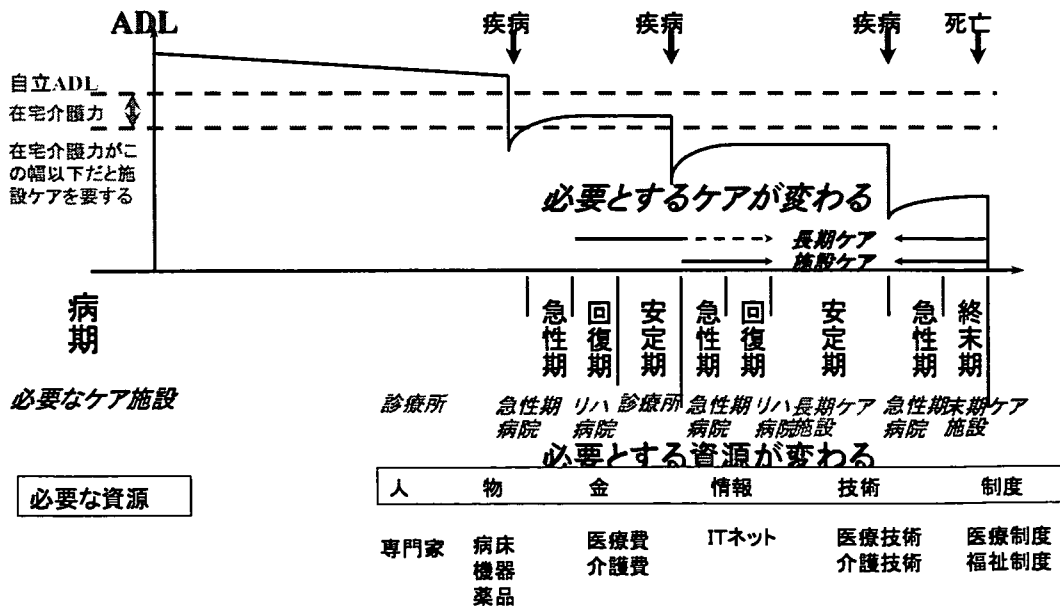 ADL
疾病 疾病 疾病 死亡
自立ADL
在宅介護力
在宅介護力がこ
の幅以下だと施
設ケアを要する
必要とするケアが変わる
長期ケア
施設ケア
病期
急性期 回復期 安定期 急性期 回復期 安定期 急性期 終末期
必要なケア施設
診療所 急性期 リハ 診療所 急性期 リハ 長期ケア 急性期 末期ケア
病院 病院 病院 病院 施設 病院 施設
必要とする資源が変わる
必要な資源
人 物 金 情報 技術 制度
専門家 病床 医療費 ITネット 医療技術 医療制度
機器 介護費 介護技術 福祉制度
薬品